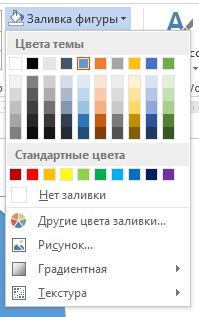 Заливка фигуры
Цвета темы
Стандартные цвета
Нет заливки
Другие цвета заливки...
Рисунок...
Градиентная
Текстура